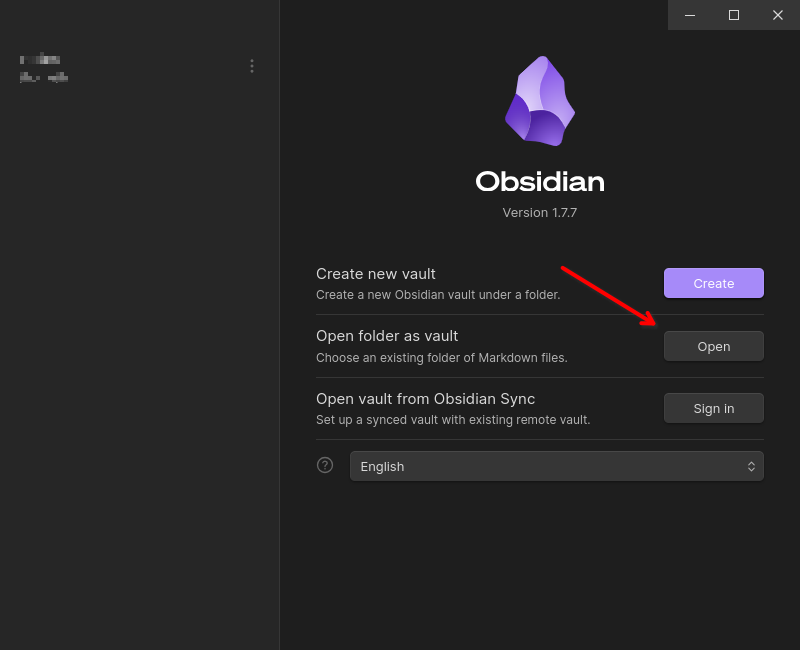 Obsidian
Version 1.7.7
Create new vault
Create a new Obsidian vault under a folder.
Create
Open folder as vault
Choose an existing folder of Markdown files.
Open
Open vault from Obsidian Sync
Set up a synced vault with existing remote vault.
Sign in
?
English